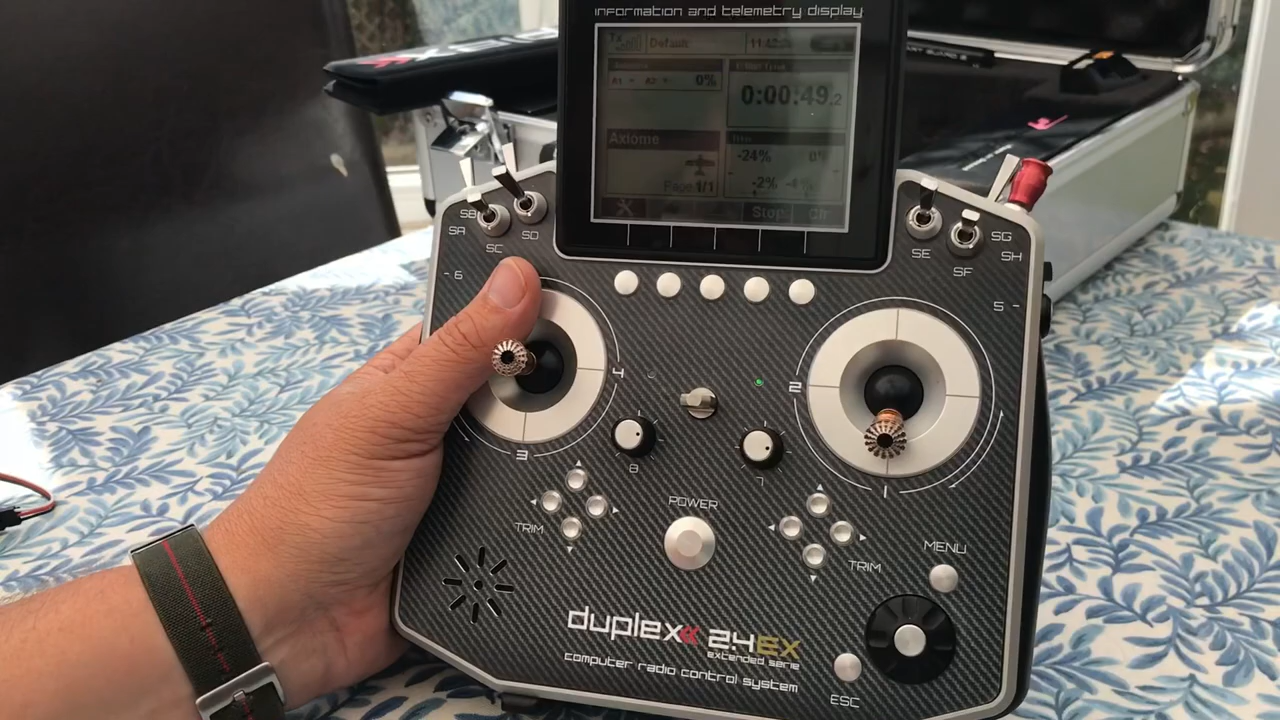 information and telemetry display
Tx Default
0%
0:00:49.2
Axiome
-24% 0%
Page 1/1
-2% -4%
Stop Clr
SB
SA
SC
SD
SE
SF
SG
SH
- 6
5 -
4
2
3
8
7
1
POWER
TRIM
TRIM
MENU
duplex 2.4EX
extended serie
computer radio control system
ESC